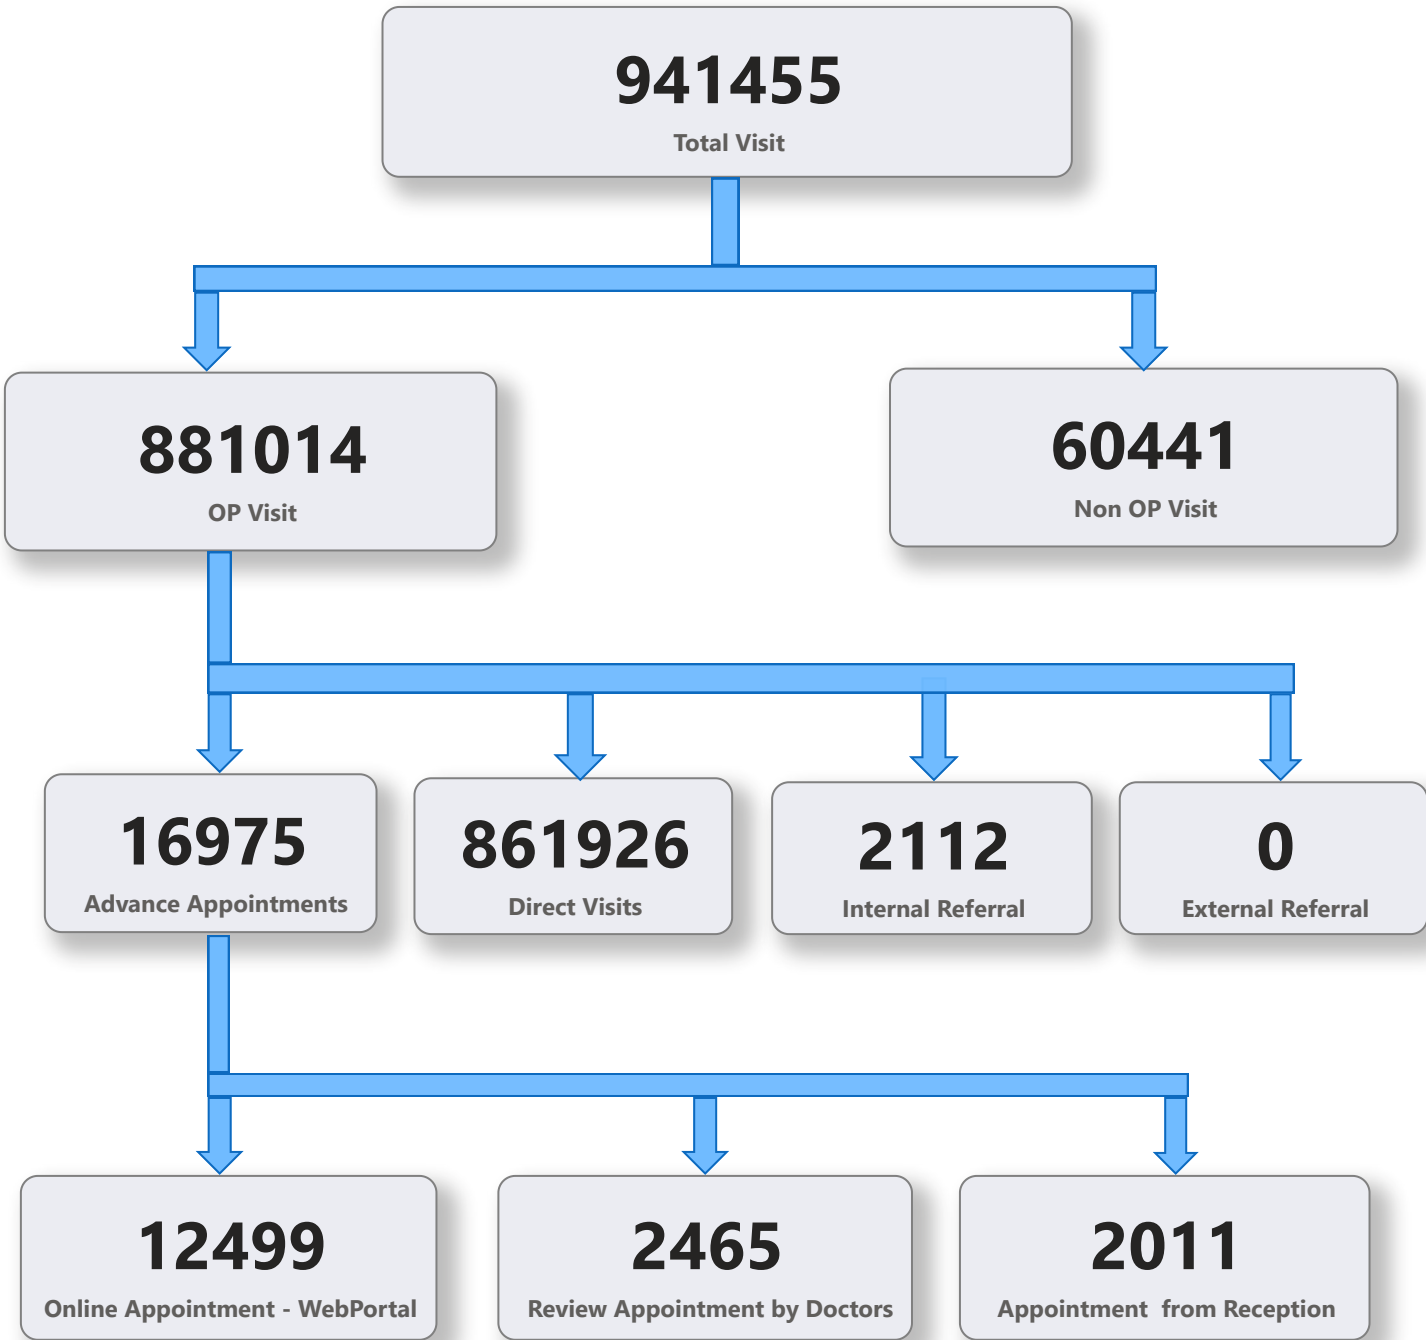 941455
Total Visit
881014
OP Visit
60441
Non OP Visit
16975
Advance Appointments
861926
Direct Visits
2112
Internal Referral
0
External Referral
12499
Online Appointment - WebPortal
2465
Review Appointment by Doctors
2011
Appointment  from Reception